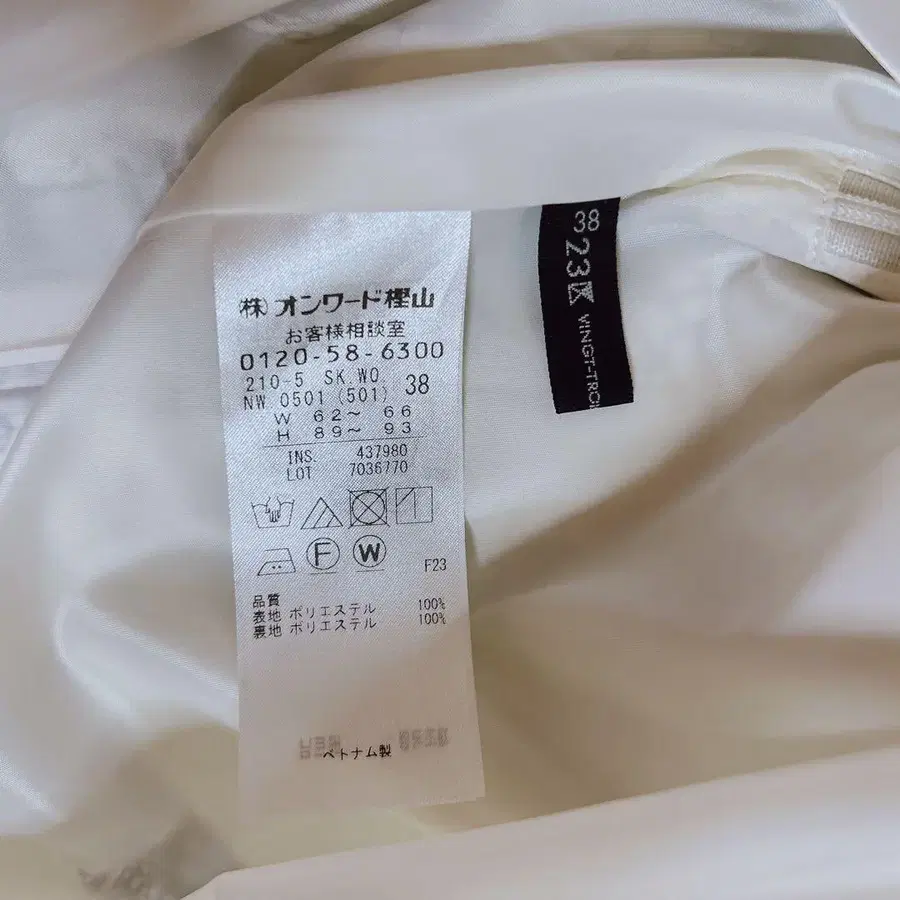 (株)オンワード樫山
お客様相談室
0120-58-6300
210-5 SK.WO
NW 0501 (501) 38
W 62～ 66
H 89～ 93
INS 437980
LOT 7036770
F W
F23
品質
表地 ポリエステル 100%
裏地 ポリエステル 100%
ベトナム製
38
23区
VINGT-TROI